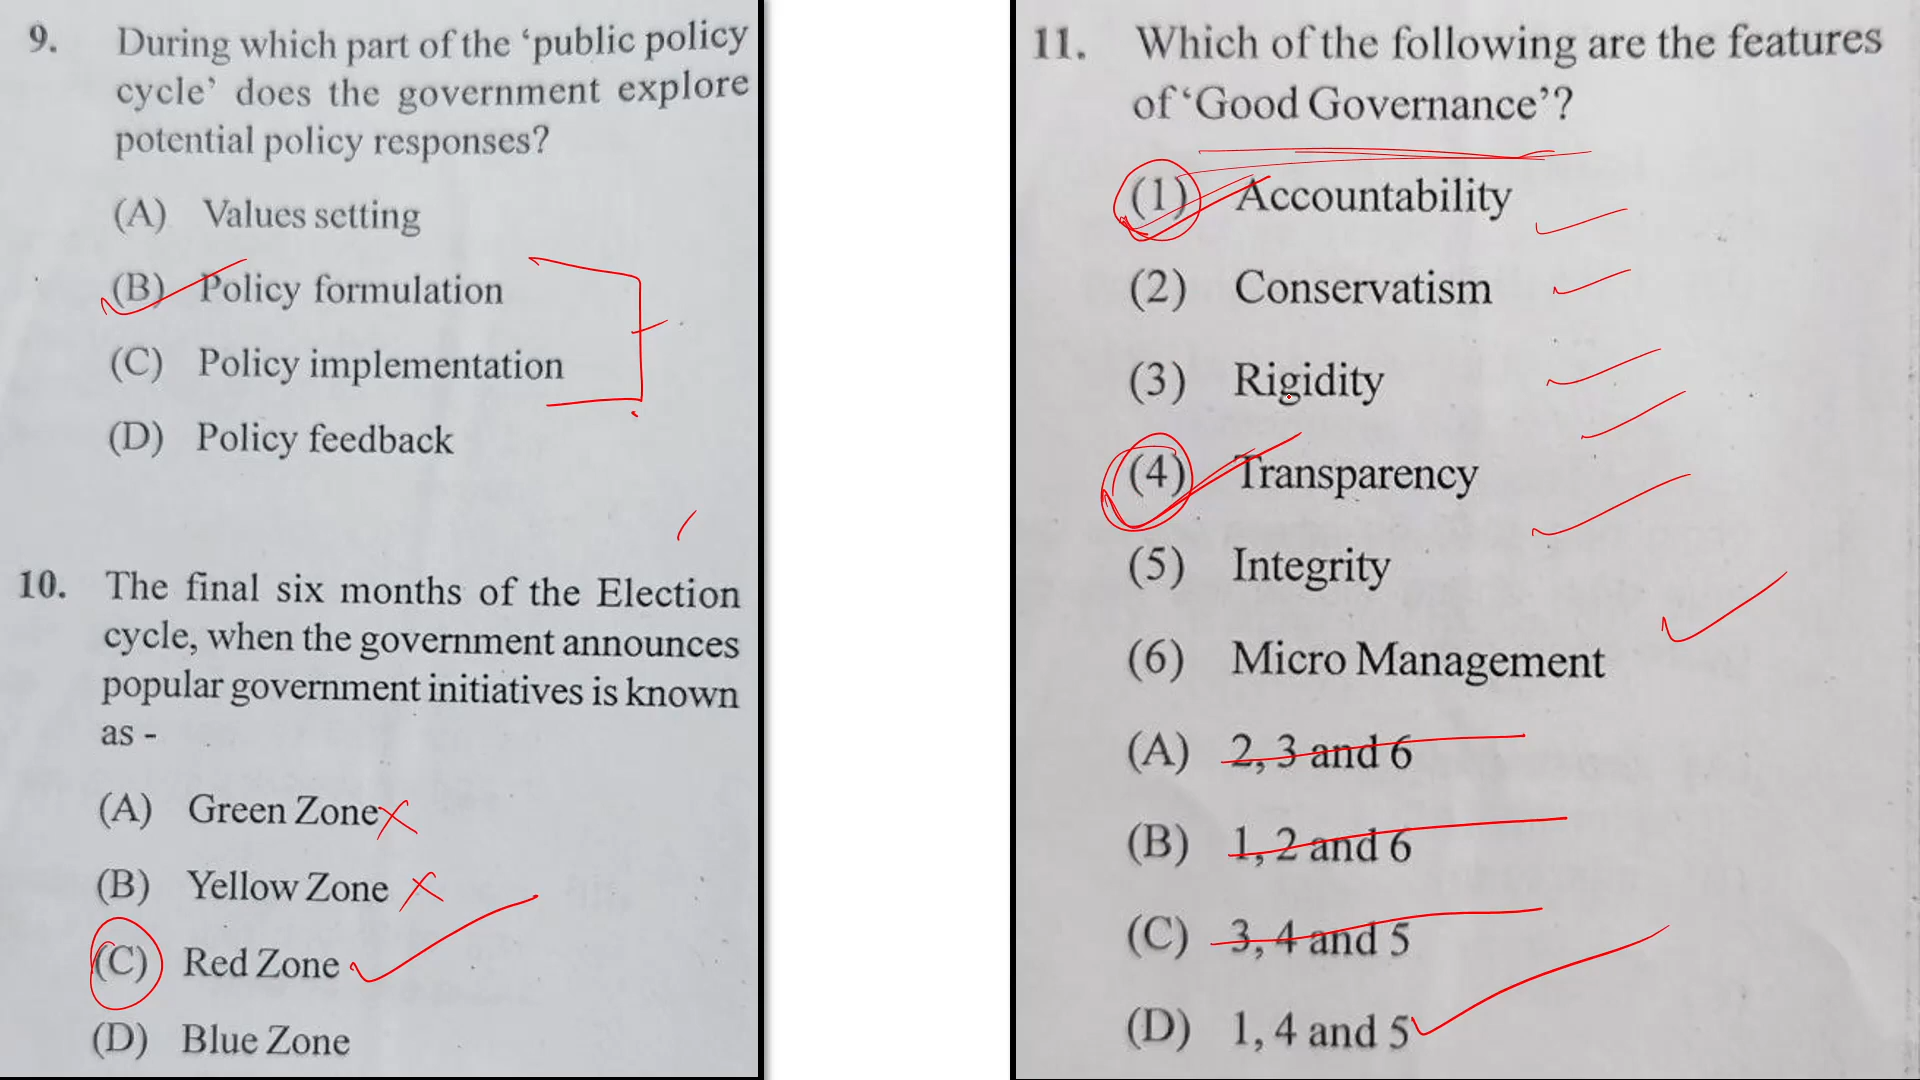 9. During which part of the ‘public policy
cycle’ does the government explore
potential policy responses?
(A) Values setting
(B) Policy formulation
(C) Policy implementation
(D) Policy feedback
10. The final six months of the Election
cycle, when the government announces
popular government initiatives is known
as -
(A) Green Zone
(B) Yellow Zone
(C) Red Zone
(D) Blue Zone
11. Which of the following are the features
of ‘Good Governance’?
(1) Accountability
(2) Conservatism
(3) Rigidity
(4) Transparency
(5) Integrity
(6) Micro Management
(A) 2, 3 and 6
(B) 1, 2 and 6
(C) 3, 4 and 5
(D) 1, 4 and 5